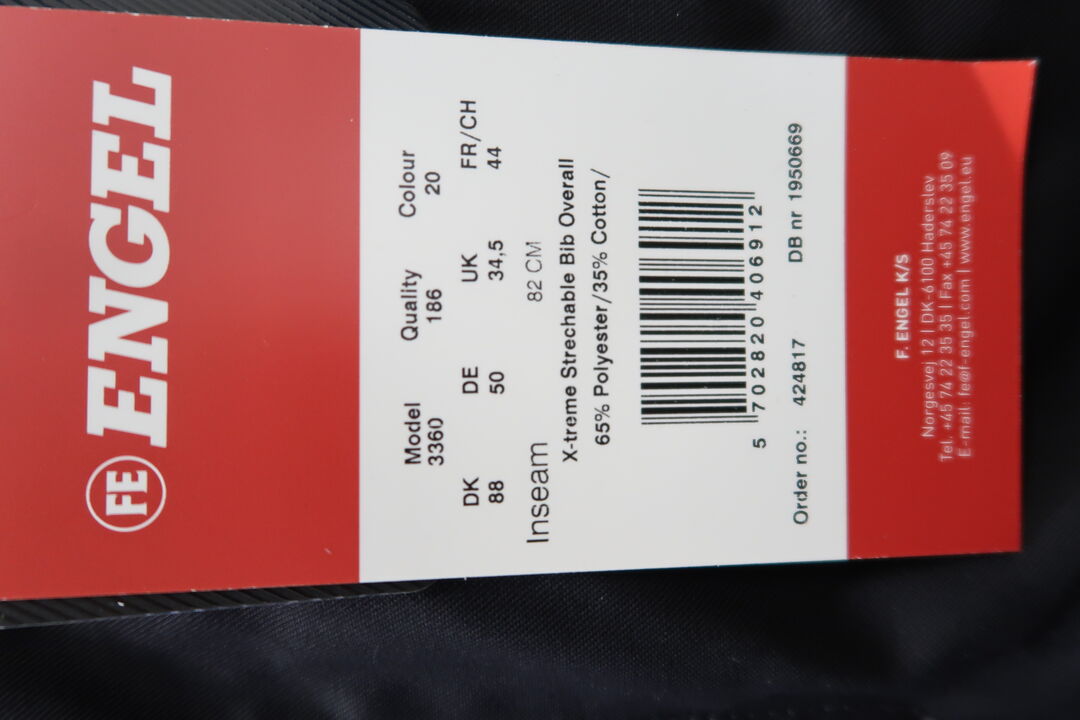 FE ENGEL
Model Quality Colour
3360 186 20
DK DE UK FR/CH
88 50 34,5 44
Inseam 82 CM
X-treme Strechable Bib Overall
65% Polyester/35% Cotton/
5 702820 406912
Order no.: 424817 DB nr 1950669
F. ENGEL K/S
Norgesvej 12 | DK-6100 Haderslev
Tel. +45 74 22 35 35 | Fax +45 74 22 35 09
E-mail: fe@f-engel.com | www.engel.eu